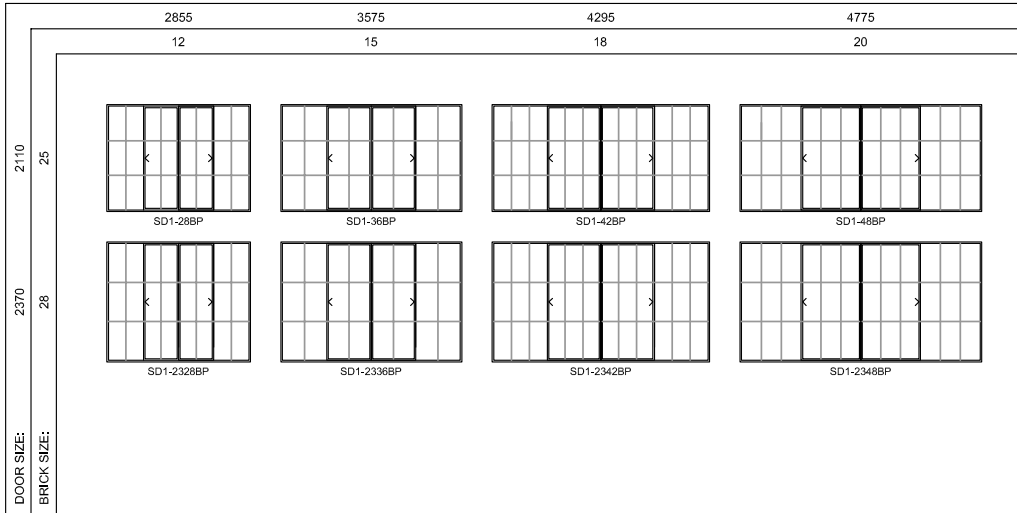 2855 3575 4295 4775
12 15 18 20
2110 25
SD1-28BP SD1-36BP SD1-42BP SD1-48BP
2370 28
SD1-2328BP SD1-2336BP SD1-2342BP SD1-2348BP
DOOR SIZE:
BRICK SIZE: